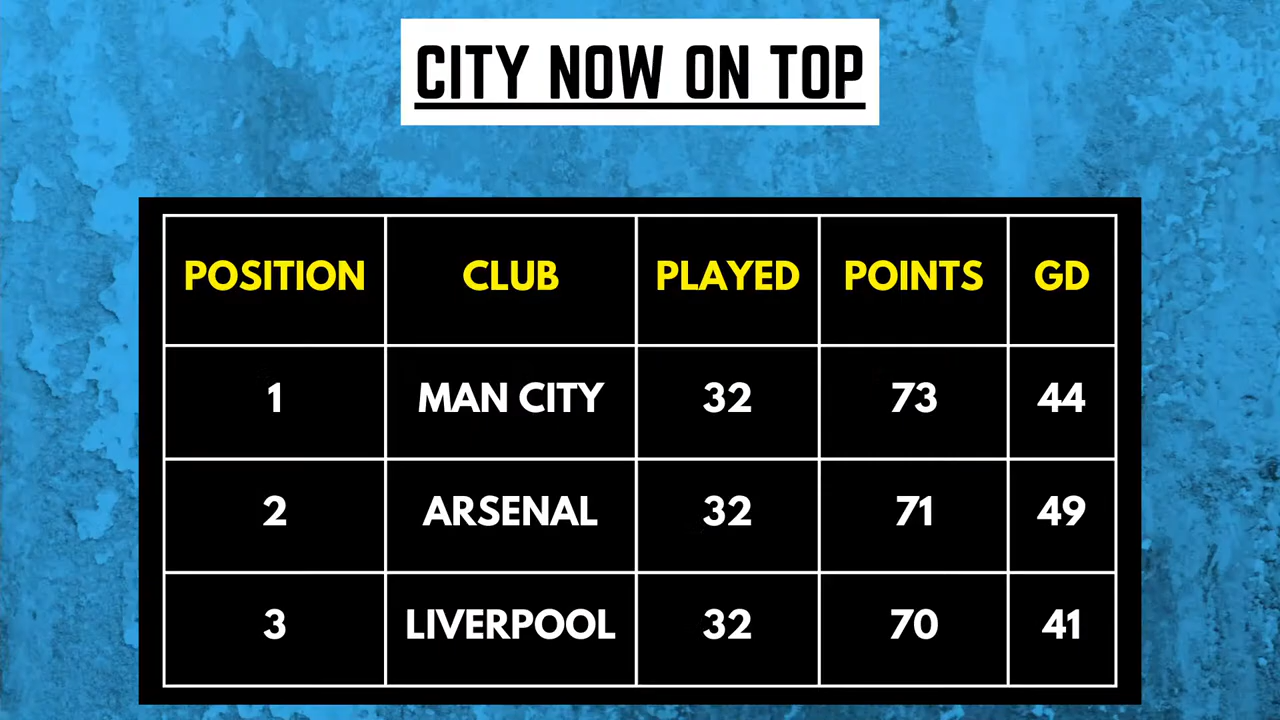 CITY NOW ON TOP
POSITION CLUB PLAYED POINTS GD
1 MAN CITY 32 73 44
2 ARSENAL 32 71 49
3 LIVERPOOL 32 70 41